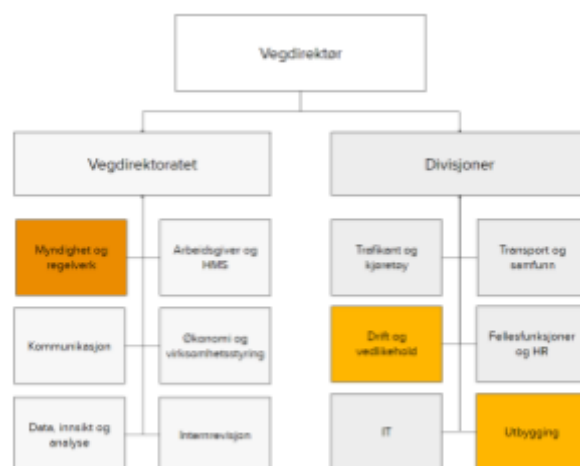 Vegdirektør
Vegdirektoratet
Divisjoner
Myndighet og
regelverk
Arbeidsgiver og
HMS
Trafikant og
kjøretøy
Transport og
samfunn
Kommunikasjon
Økonomi og
virksomhetsstyring
Drift og
vedlikehold
Fellesfunksjoner
og HR
Data, innsikt og
analyse
Internrevisjon
IT
Utbygging